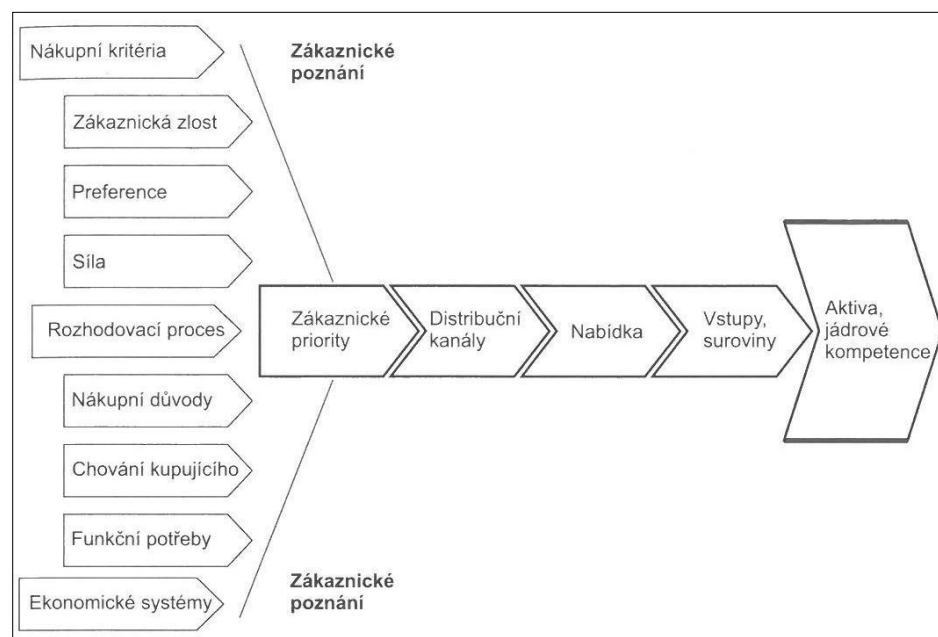 Nákupní kritéria
Zákaznická zlost
Preference
Síla
Rozhodovací proces
Nákupní důvody
Chování kupujícího
Funkční potřeby
Ekonomické systémy
Zákaznické
poznání
Zákaznické
priority
Distribuční
kanály
Nabídka
Vstupy,
suroviny
Aktiva,
jádrové
kompetence
Zákaznické
poznání